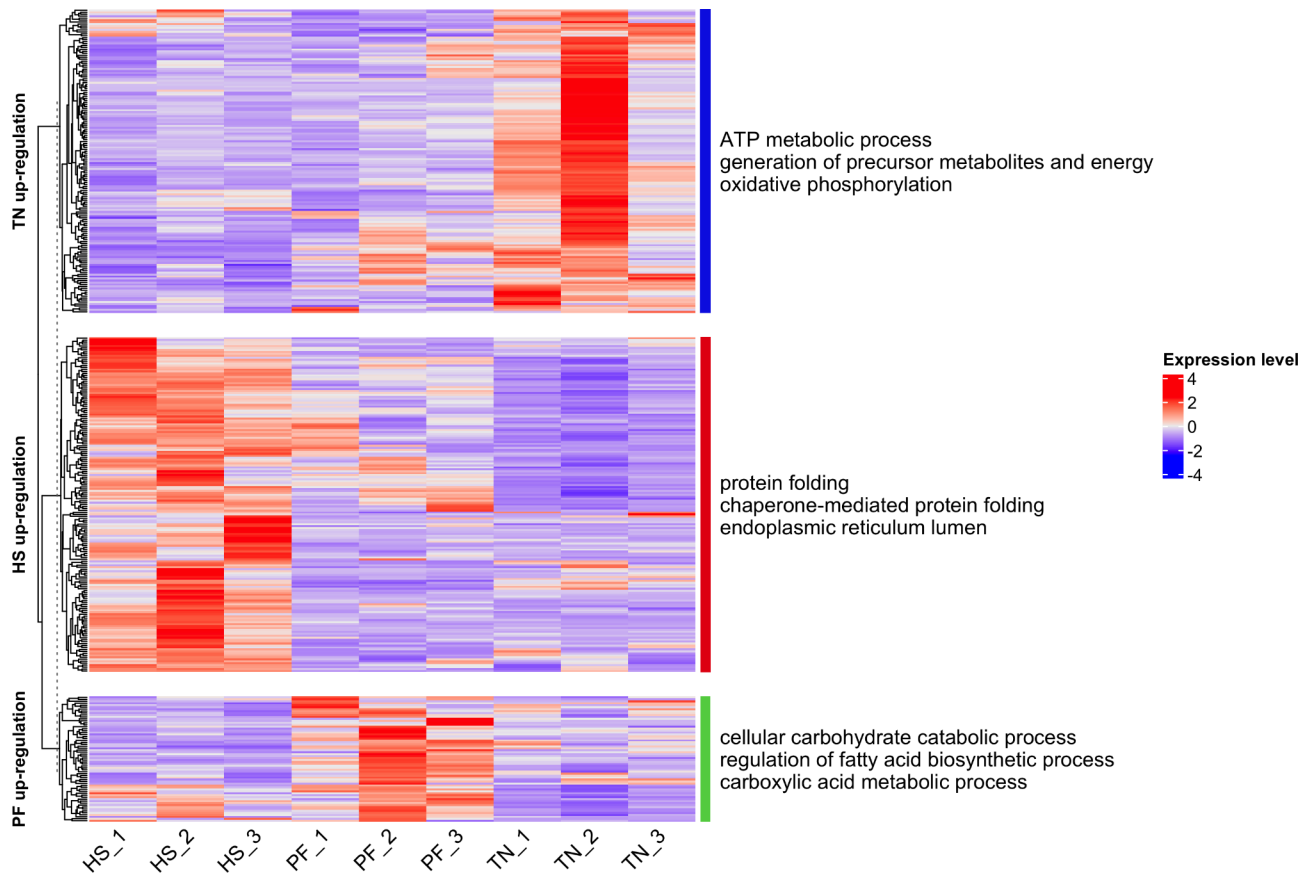 TN up-regulation
ATP metabolic process
generation of precursor metabolites and energy
oxidative phosphorylation
HS up-regulation
protein folding
chaperone-mediated protein folding
endoplasmic reticulum lumen
Expression level
4
2
0
-2
-4
PF up-regulation
cellular carbohydrate catabolic process
regulation of fatty acid biosynthetic process
carboxylic acid metabolic process
HS_1
HS_2
HS_3
PF_1
PF_2
PF_3
TN_1
TN_2
TN_3